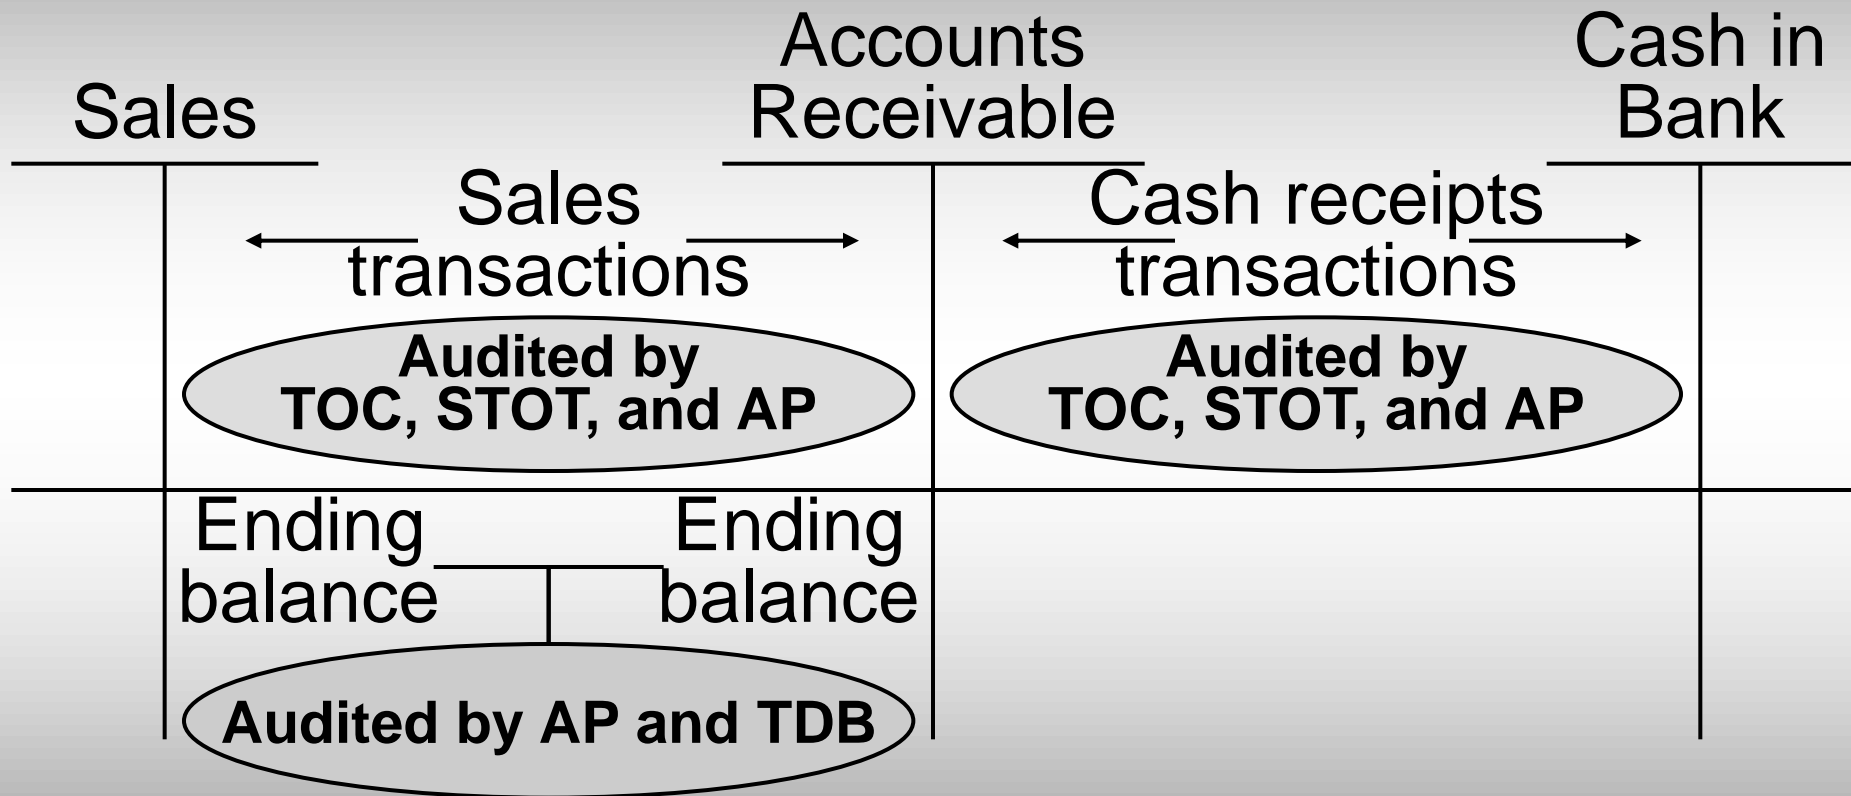 Sales
Accounts
Receivable
Cash in
Bank
Sales
transactions
Cash receipts
transactions
Audited by
TOC, STOT, and AP
Audited by
TOC, STOT, and AP
Ending
balance
Ending
balance
Audited by AP and TDB